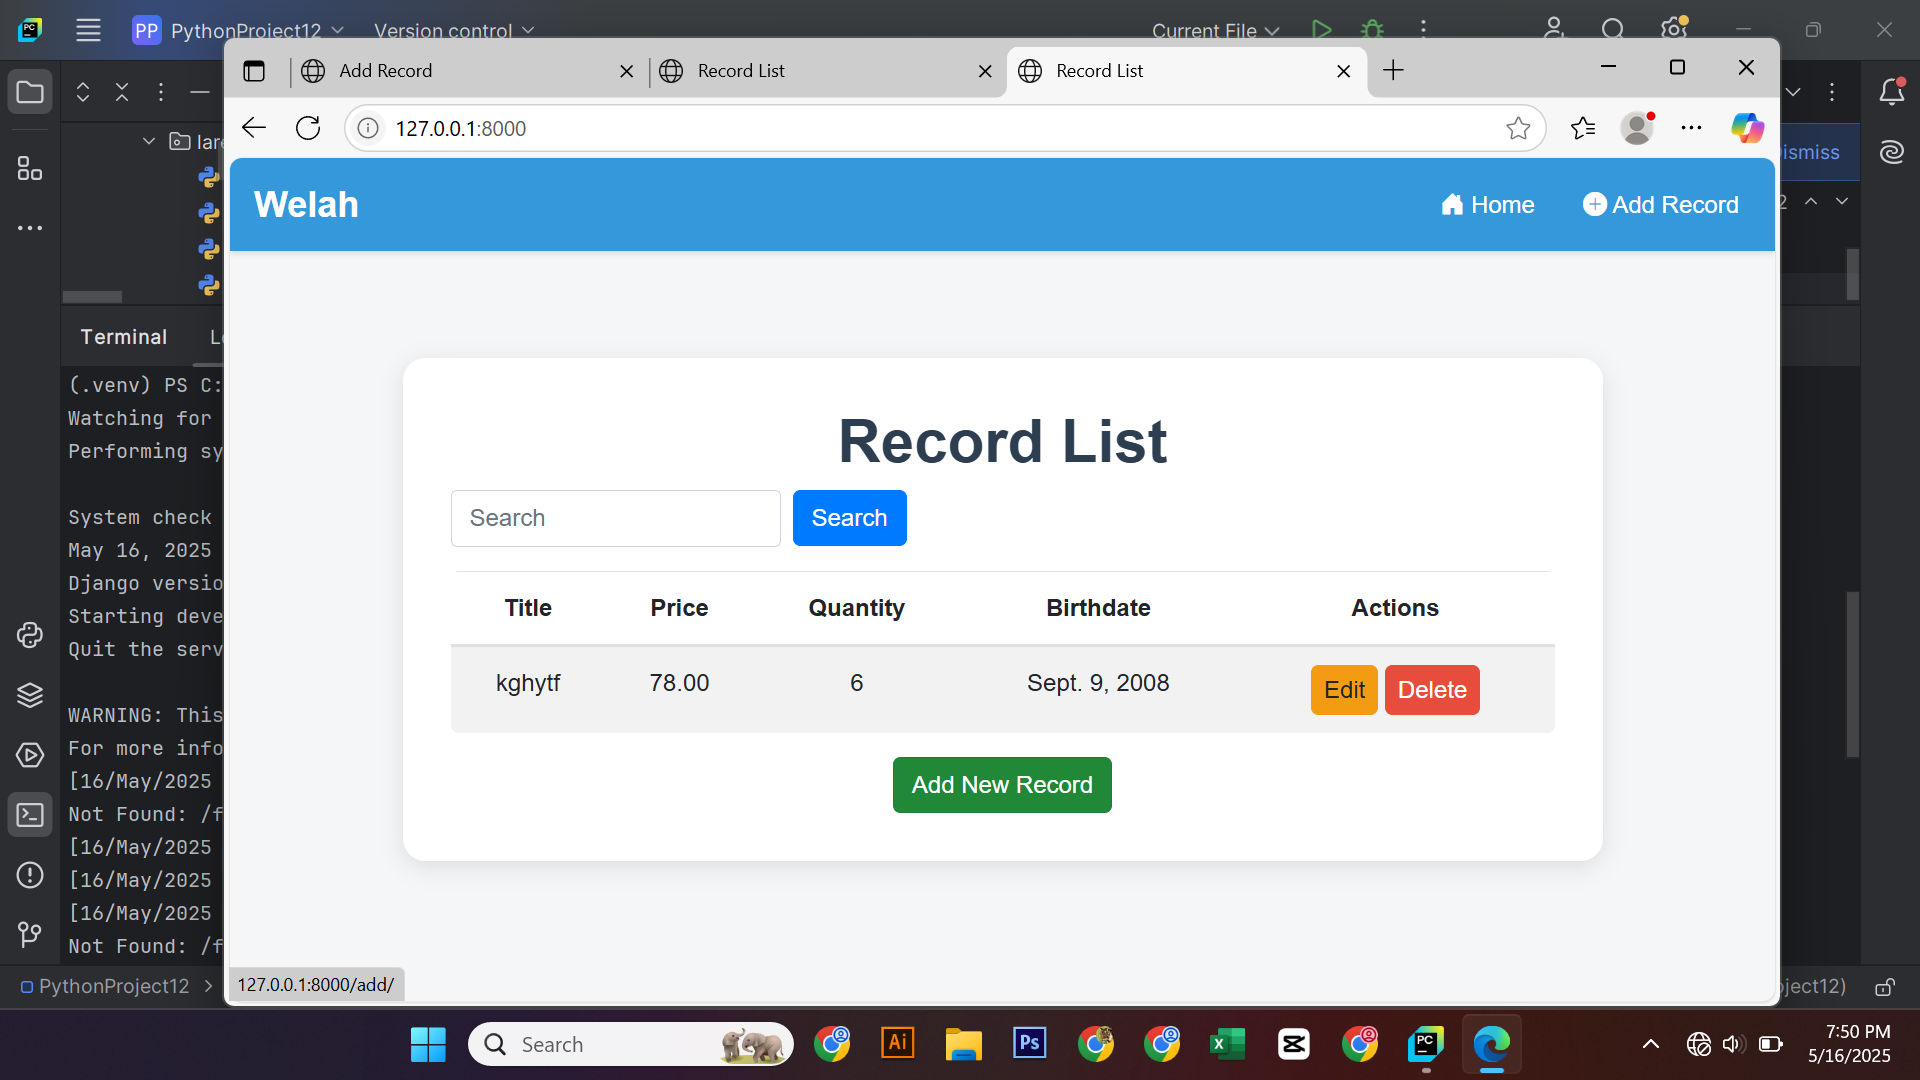 PC
PP PythonProject12 Version control Current File
Add Record
Record List
Record List
127.0.0.1:8000
Welah
Home
Add Record
Terminal
(.venv) PS C:
Watching for
Performing sy
System check
May 16, 2025
Django versio
Starting deve
Quit the serv
WARNING: This
For more info
[16/May/2025
Not Found: /f
[16/May/2025
[16/May/2025
[16/May/2025
Not Found: /f
ismiss
2
Record List
Search
Search
Title Price Quantity Birthdate Actions
kghytf 78.00 6 Sept. 9, 2008 Edit Delete
Add New Record
127.0.0.1:8000/add/
PythonProject12
ject12)
Search
Ai
Ps
X
PC
7:50 PM
5/16/2025